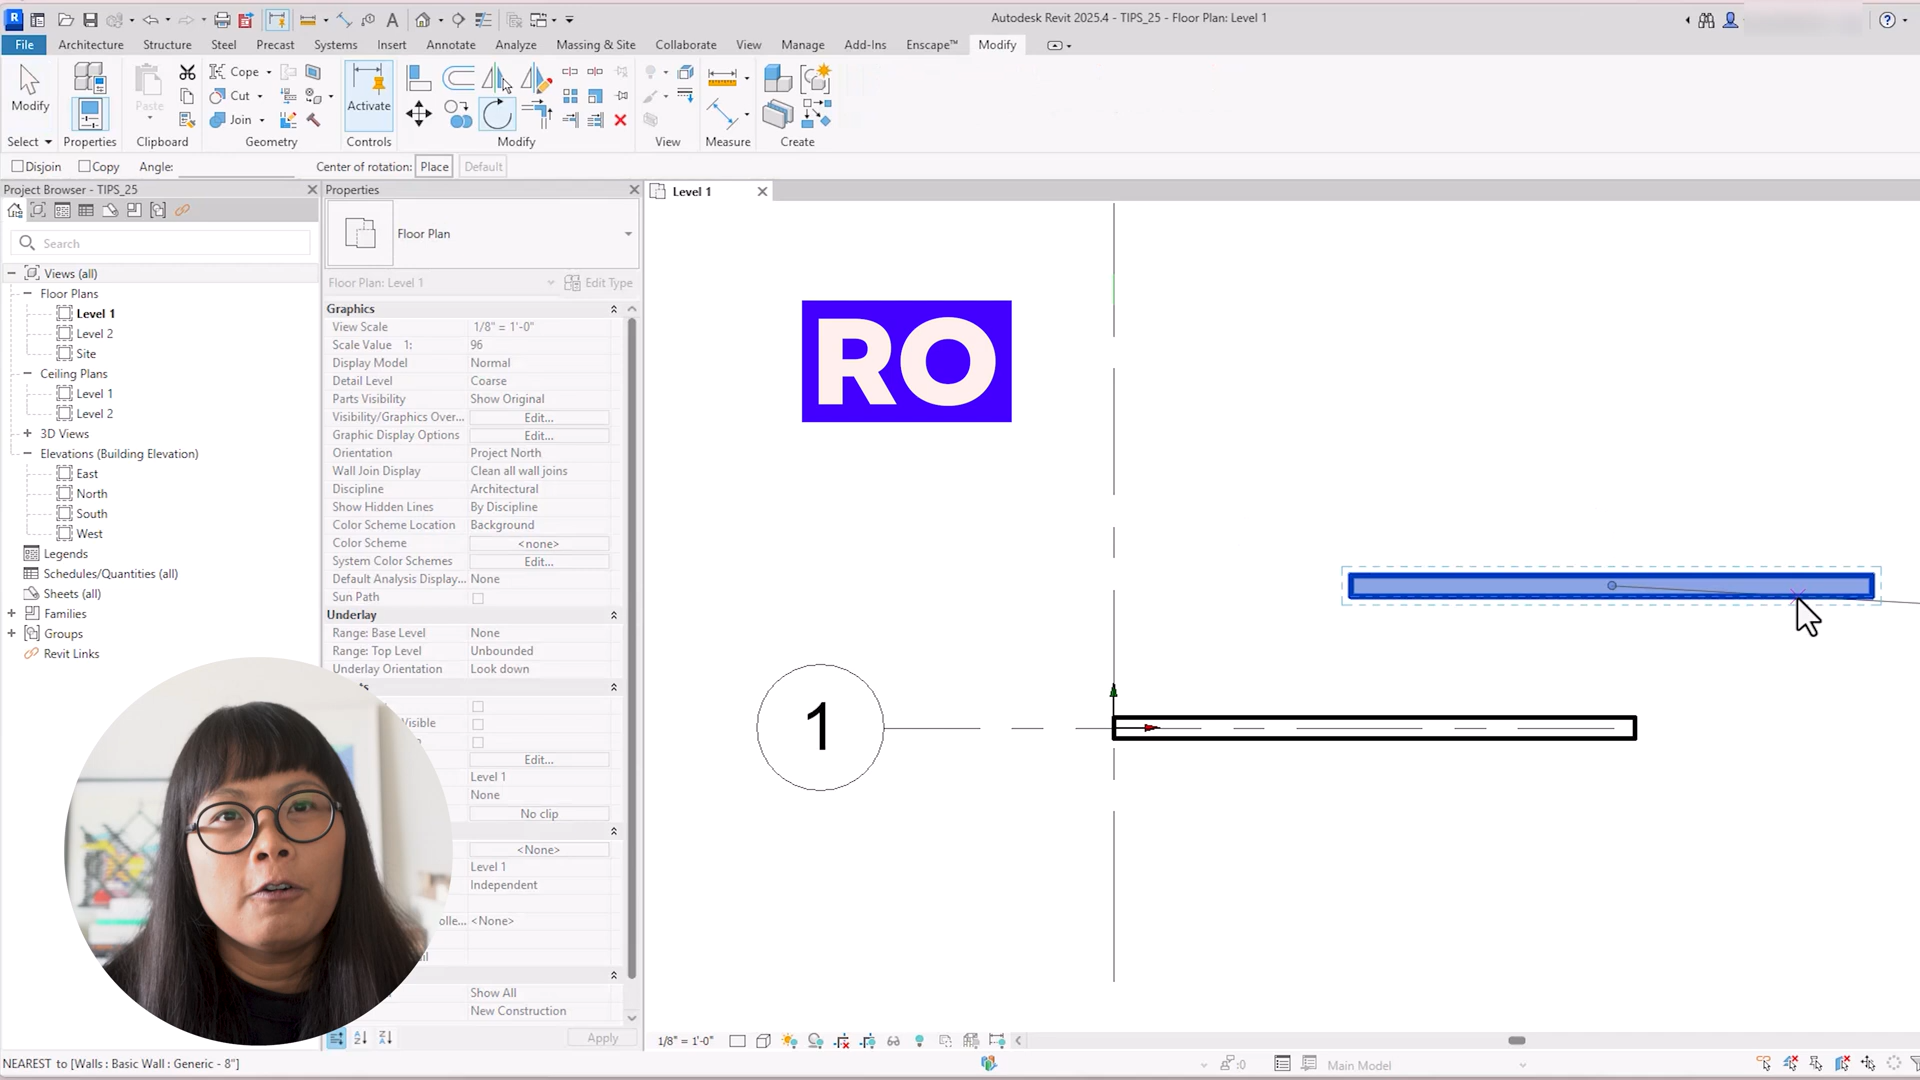 Autodesk Revit 2025.4 - TIPS_25 - Floor Plan: Level 1
File Architecture Structure Steel Precast Systems Insert Annotate Analyze Massing & Site Collaborate View Manage Add-Ins Enscape™ Modify
Cope
Cut
Join
Modify
Paste
Activate
Select Properties Clipboard Geometry Controls Modify View Measure Create
Disjoin Copy Angle: Center of rotation: Place Default
Project Browser - TIPS_25
Search
Views (all)
Floor Plans
Level 1
Level 2
Site
Ceiling Plans
Level 1
Level 2
3D Views
Elevations (Building Elevation)
East
North
South
West
Legends
Schedules/Quantities (all)
Sheets (all)
Families
Groups
Revit Links
Properties
Floor Plan
Floor Plan: Level 1 Edit Type
Graphics
View Scale 1/8" = 1'-0"
Scale Value 1: 96
Display Model Normal
Detail Level Coarse
Parts Visibility Show Original
Visibility/Graphics Over... Edit...
Graphic Display Options Edit...
Orientation Project North
Wall Join Display Clean all wall joins
Discipline Architectural
Show Hidden Lines By Discipline
Color Scheme Location Background
Color Scheme <none>
System Color Schemes Edit...
Default Analysis Display... None
Sun Path
Underlay
Range: Base Level None
Range: Top Level Unbounded
Underlay Orientation Look down
Visible
Edit...
Level 1
None
No clip
<None>
Level 1
Independent
olle... <None>
Show All
New Construction
Apply
Level 1
RO
1
1/8" = 1'-0"
NEAREST to [Walls : Basic Wall : Generic - 8"]
:0
Main Model